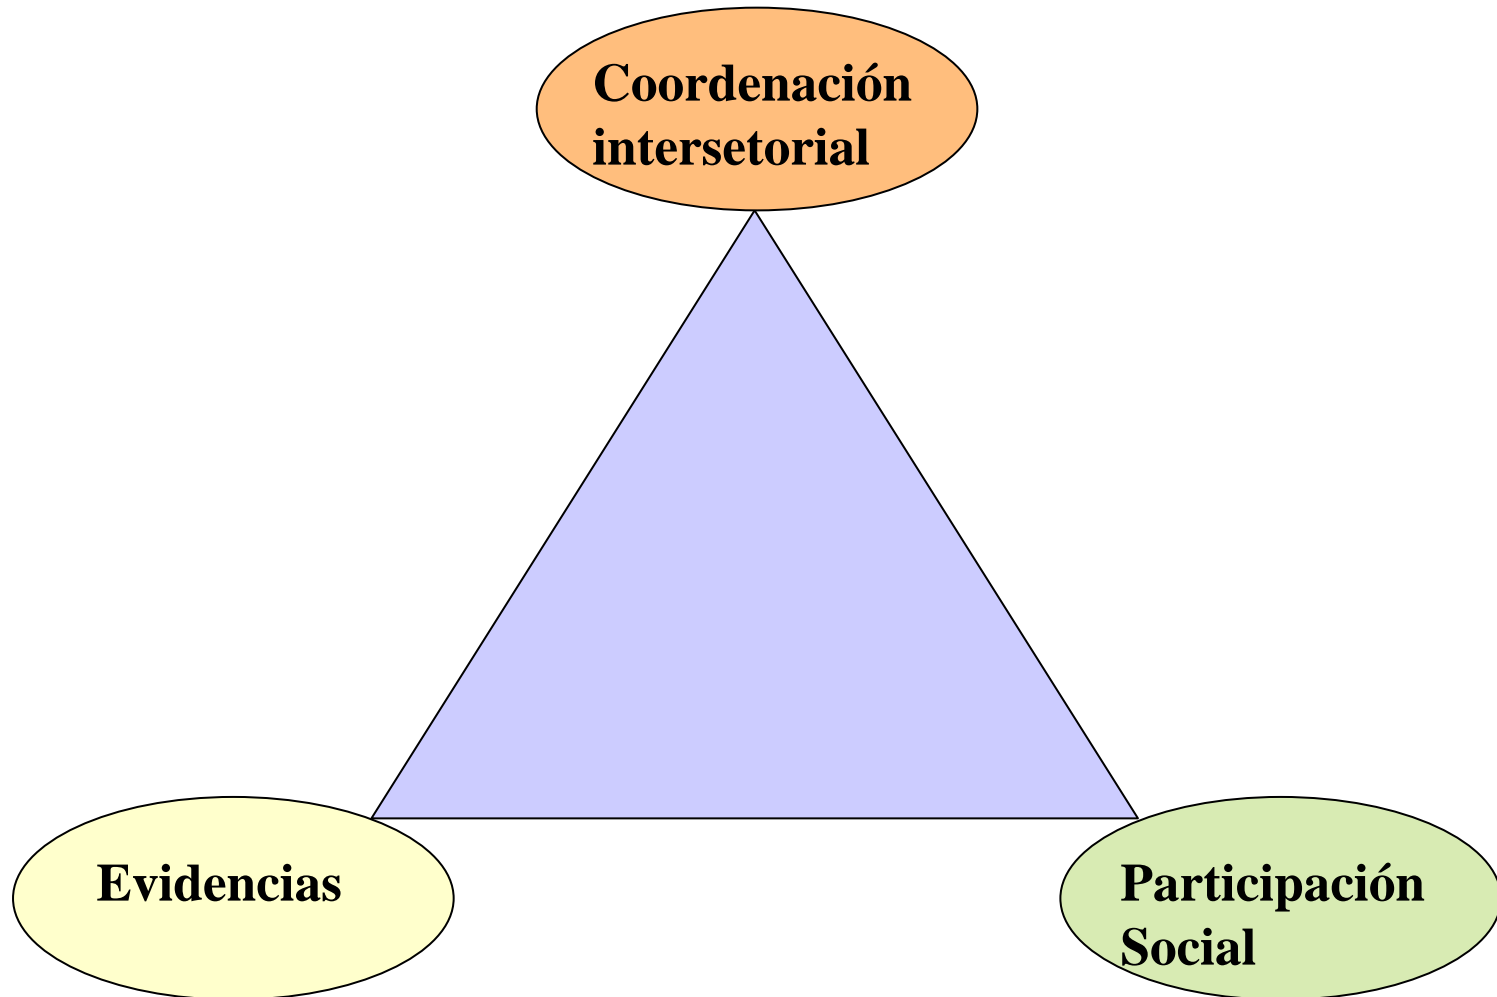 Coordenación
intersetorial
Evidencias
Participación
Social